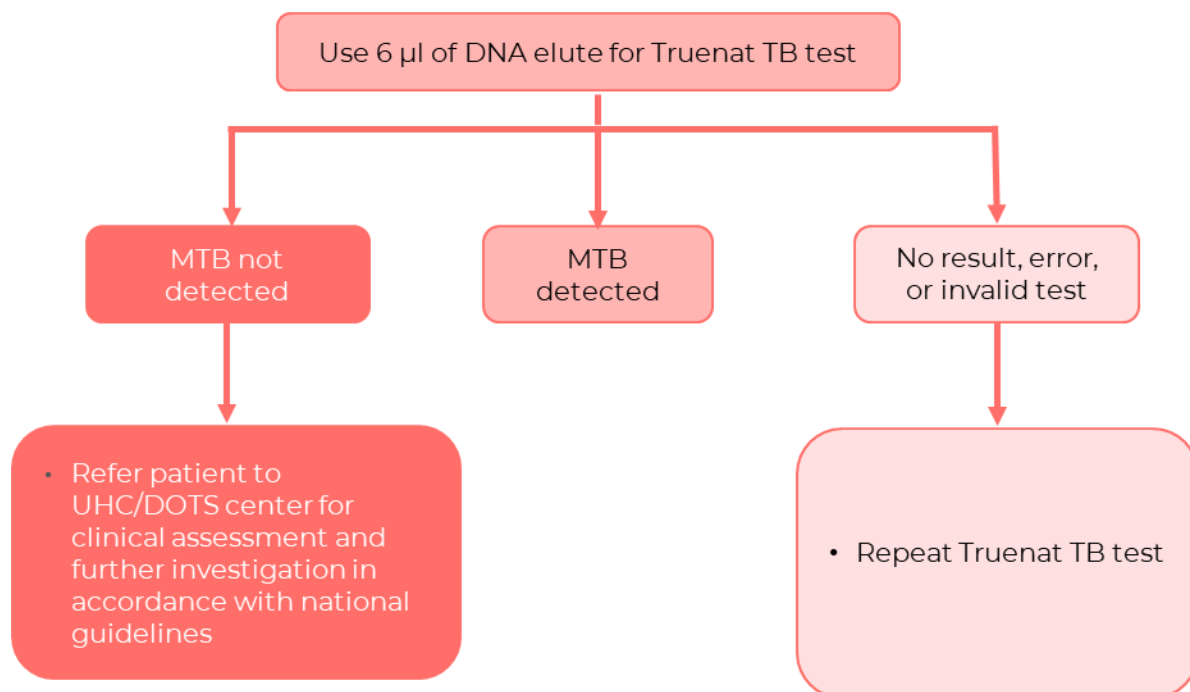 Use 6 µl of DNA elute for Truenat TB test
MTB not
detected
MTB
detected
No result, error,
or invalid test
• Refer patient to
UHC/DOTS center for
clinical assessment and
further investigation in
accordance with national
guidelines
• Repeat Truenat TB test